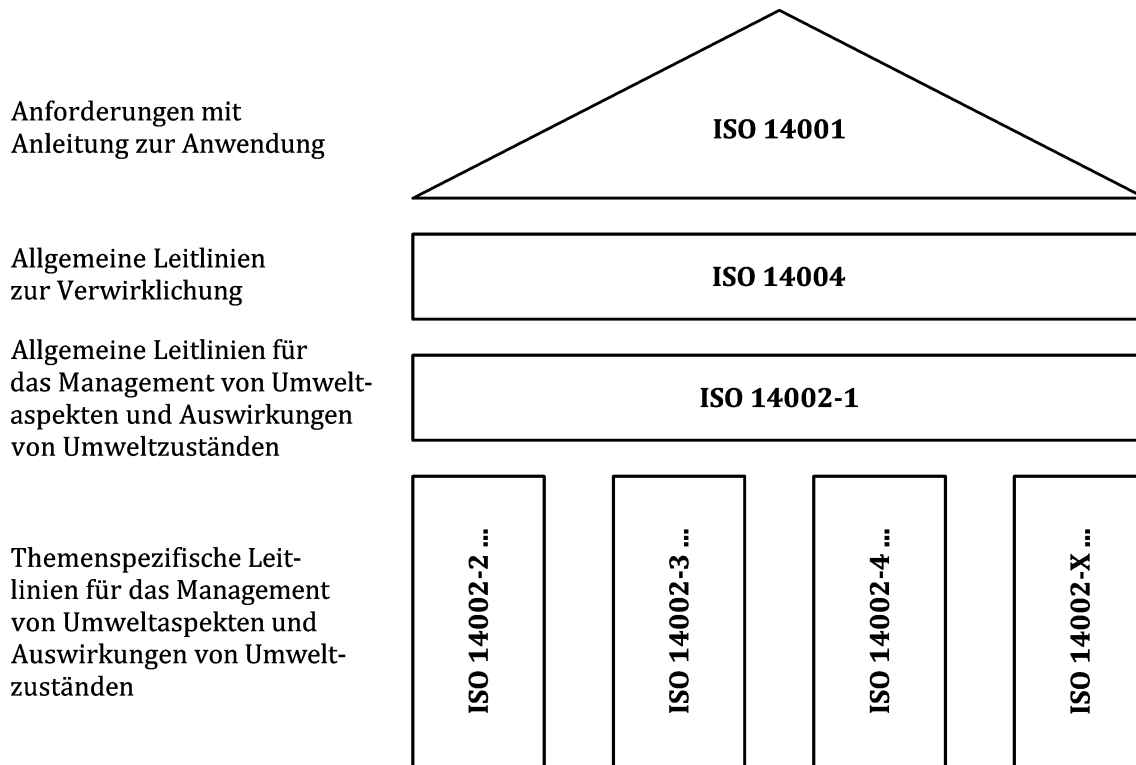 Anforderungen mit
Anleitung zur Anwendung
ISO 14001
Allgemeine Leitlinien
zur Verwirklichung
ISO 14004
Allgemeine Leitlinien für
das Management von Umwelt-
aspekten und Auswirkungen
von Umweltzuständen
ISO 14002-1
Themenspezifische Leit-
linien für das Management
von Umweltaspekten und
Auswirkungen von Umwelt-
zuständen
ISO 14002-2 ...
ISO 14002-3 ...
ISO 14002-4 ...
ISO 14002-X ...